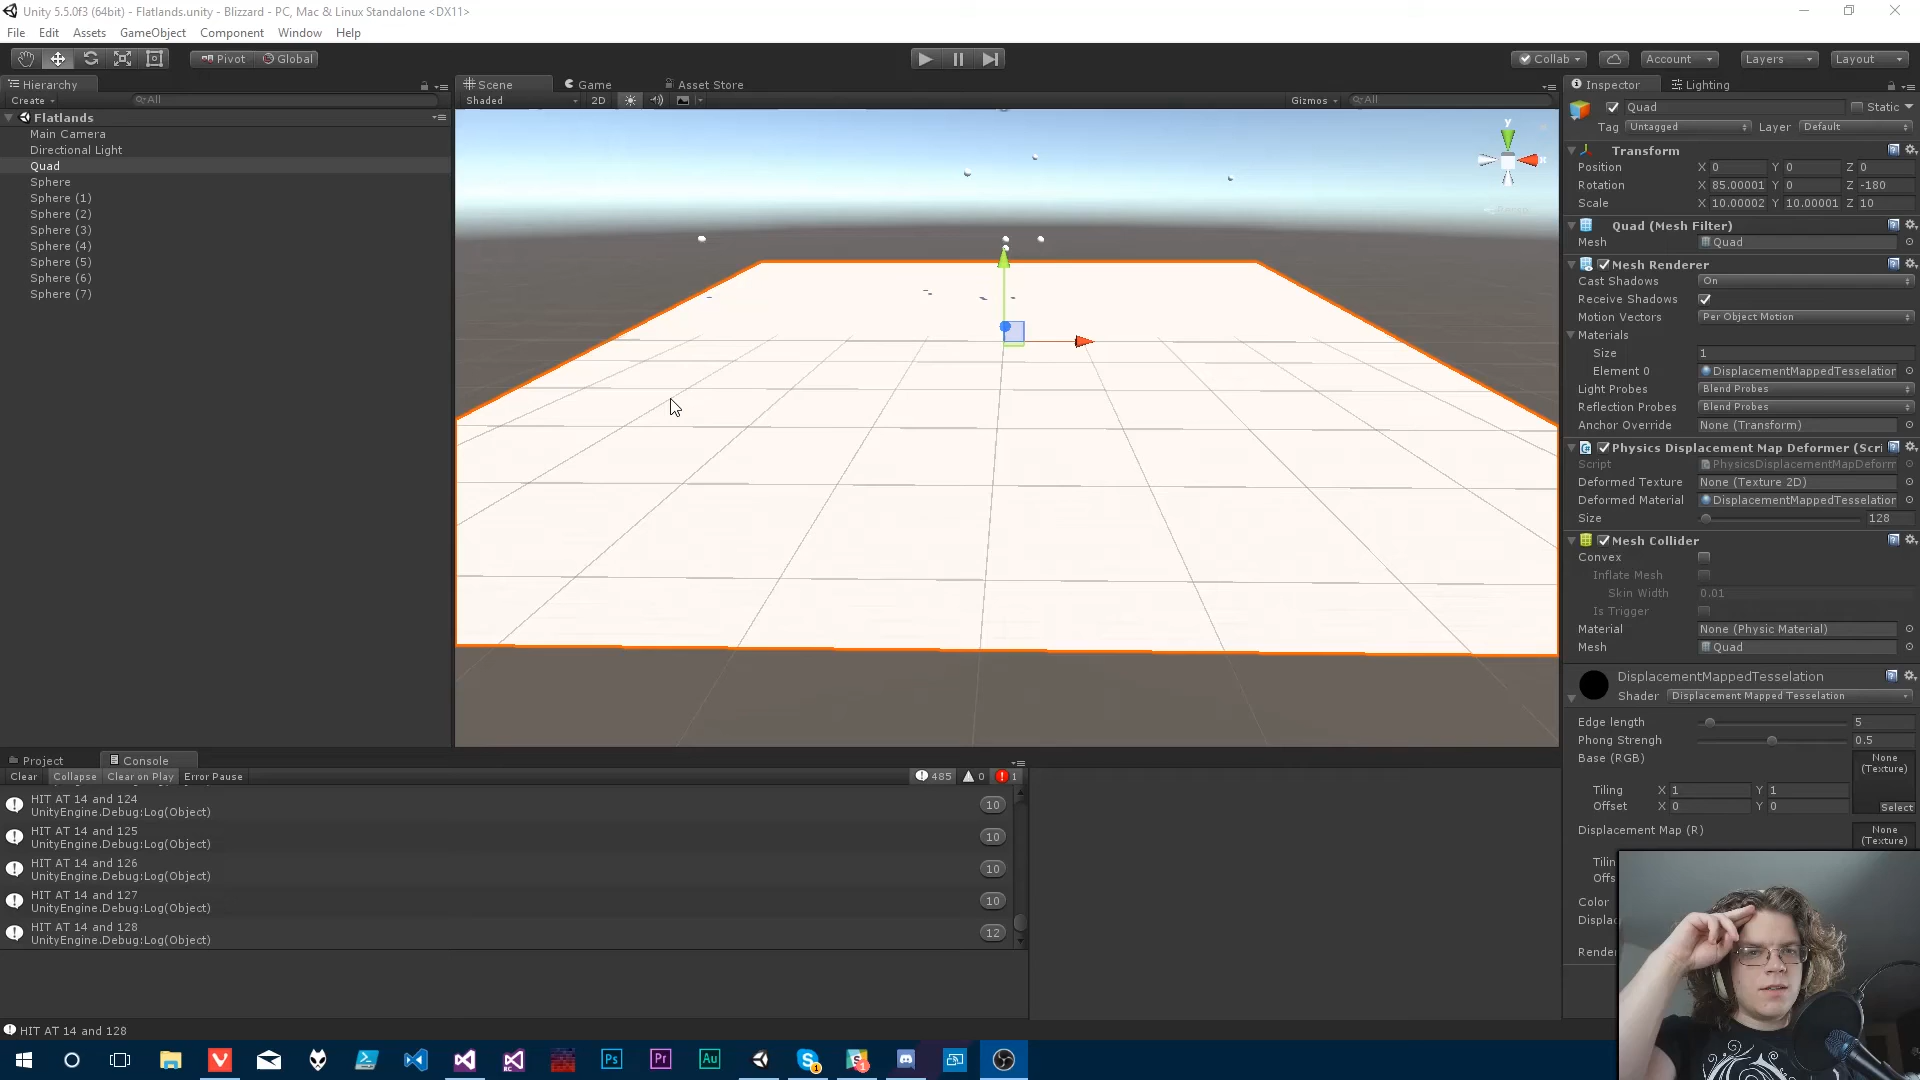 Unity 5.5.0f3 (64bit) - Flatlands.unity - Blizzard - PC, Mac & Linux Standalone <DX11>
File Edit Assets GameObject Component Window Help
Pivot Global Collab Account Layers Layout
Hierarchy
Create All
Flatlands
Main Camera
Directional Light
Quad
Sphere
Sphere (1)
Sphere (2)
Sphere (3)
Sphere (4)
Sphere (5)
Sphere (6)
Sphere (7)
Scene Game Asset Store
Shaded 2D Gizmos All
y
x
Inspector Lighting
Quad Static
Tag Untagged Layer Default
Transform
Position X 0 Y 0 Z 0
Rotation X 85.00001 Y 0 Z -180
Scale X 10.00002 Y 10.00001 Z 10
Quad (Mesh Filter)
Mesh Quad
Mesh Renderer
Cast Shadows On
Receive Shadows
Motion Vectors Per Object Motion
Materials
Size 1
Element 0 DisplacementMappedTesselation
Light Probes Blend Probes
Reflection Probes Blend Probes
Anchor Override None (Transform)
Physics Displacement Map Deformer (Scri
Script PhysicsDisplacementMapDeform
Deformed Texture None (Texture 2D)
Deformed Material DisplacementMappedTesselation
Size 128
Mesh Collider
Convex
Inflate Mesh
Skin Width 0.01
Is Trigger
Material None (Physic Material)
Mesh Quad
DisplacementMappedTesselation
Shader Displacement Mapped Tesselation
Edge length 5
Phong Strengh 0.5
Base (RGB) None
(Texture)
Tiling X 1 Y 1
Offset X 0 Y 0
Select
Displacement Map (R) None
(Texture)
Tilin
Offs
Color
Displac
Render
Project Console
Clear Collapse Clear on Play Error Pause 485 0 1
HIT AT 14 and 124
UnityEngine.Debug:Log(Object)
10
HIT AT 14 and 125
UnityEngine.Debug:Log(Object)
10
HIT AT 14 and 126
UnityEngine.Debug:Log(Object)
10
HIT AT 14 and 127
UnityEngine.Debug:Log(Object)
10
HIT AT 14 and 128
UnityEngine.Debug:Log(Object)
12
HIT AT 14 and 128
Ps Pr Au